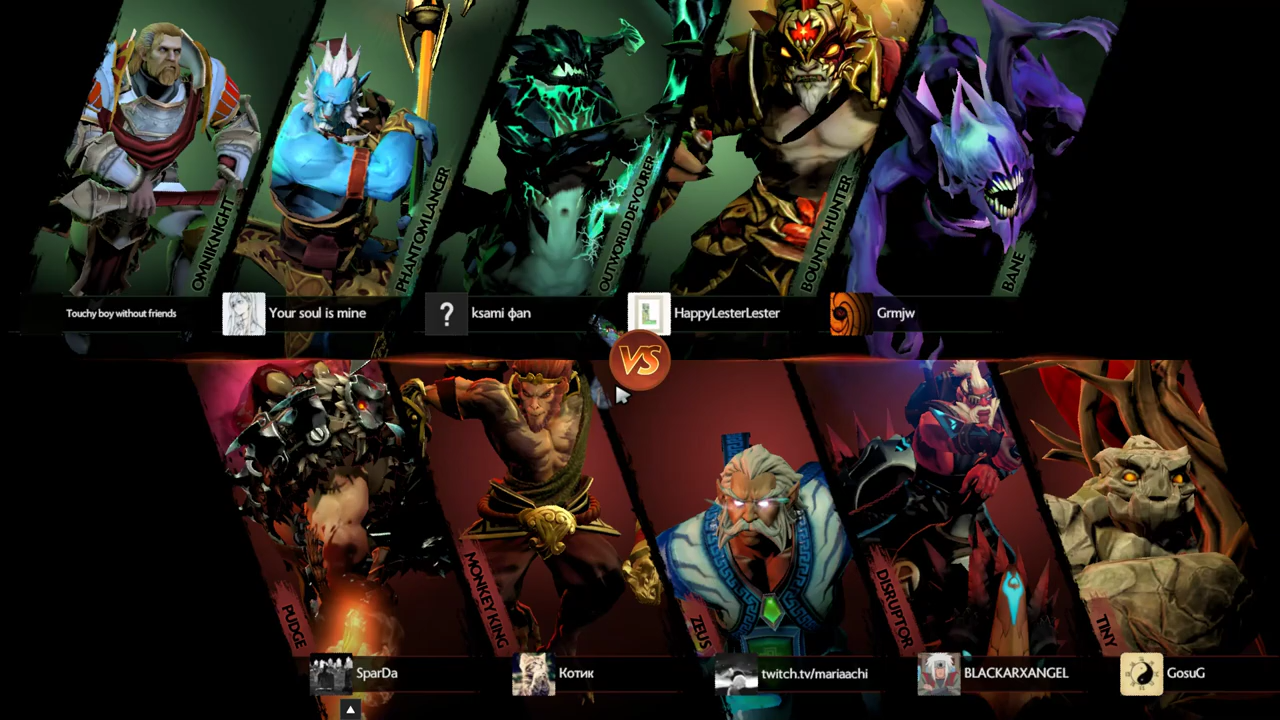 OMNIKNIGHT
PHANTOM LANCER
OUTWORLD DEVOURER
BOUNTY HUNTER
BANE
Touchy boy without friends
Your soul is mine
?
ksami фан
HappyLesterLester
Grmjw
VS
PUDGE
MONKEY KING
ZEUS
DISRUPTOR
TINY
SparDa
Котик
twitch.tv/mariaachi
BLACKARXANGEL
GosuG